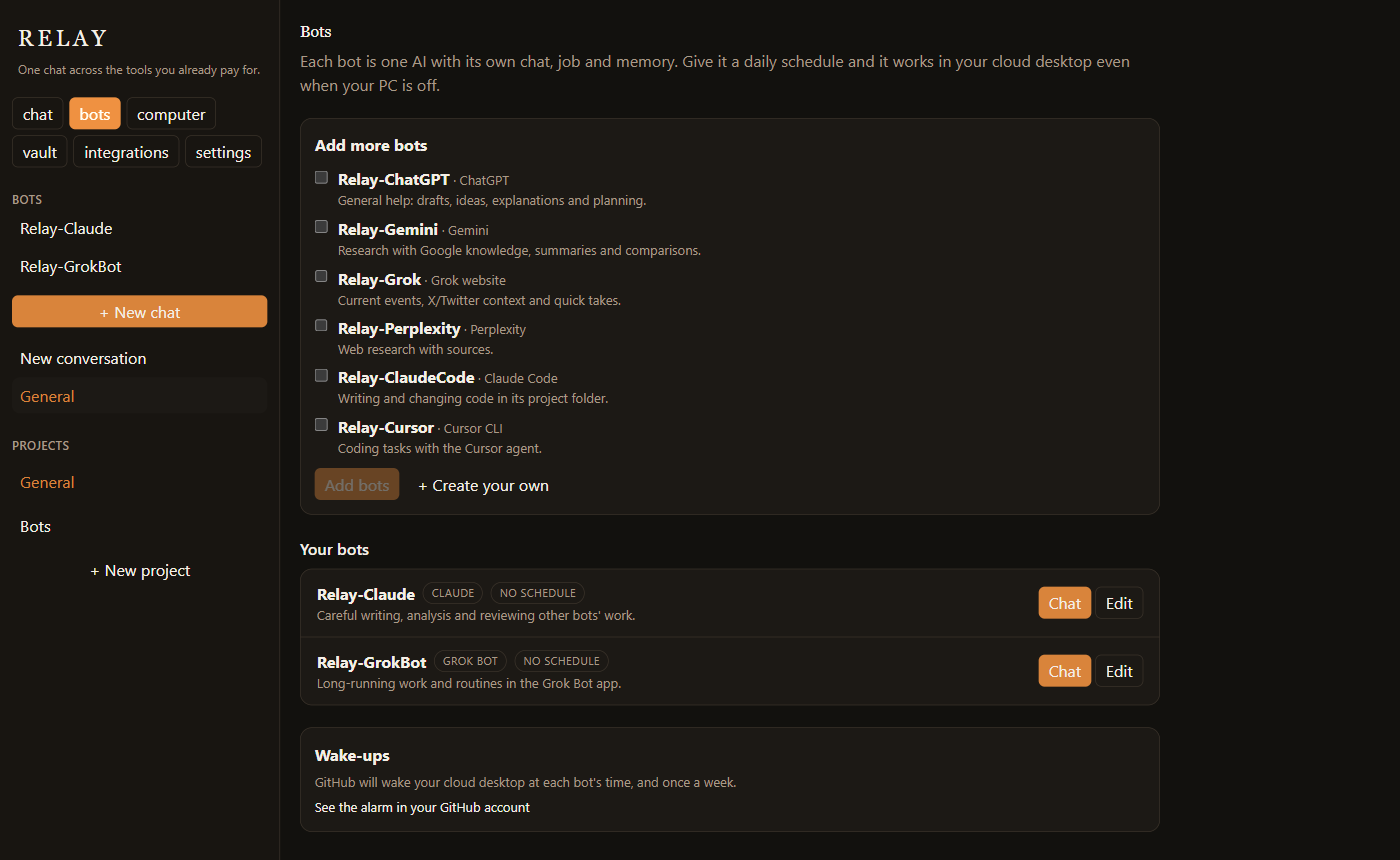 RELAY
One chat across the tools you already pay for.
chat bots computer
vault integrations settings
BOTS
Relay-Claude
Relay-GrokBot
+ New chat
New conversation
General
PROJECTS
General
Bots
+ New project
Bots
Each bot is one AI with its own chat, job and memory. Give it a daily schedule and it works in your cloud desktop even
when your PC is off.
Add more bots
Relay-ChatGPT · ChatGPT
General help: drafts, ideas, explanations and planning.
Relay-Gemini · Gemini
Research with Google knowledge, summaries and comparisons.
Relay-Grok · Grok website
Current events, X/Twitter context and quick takes.
Relay-Perplexity · Perplexity
Web research with sources.
Relay-ClaudeCode · Claude Code
Writing and changing code in its project folder.
Relay-Cursor · Cursor CLI
Coding tasks with the Cursor agent.
Add bots + Create your own
Your bots
Relay-Claude CLAUDE NO SCHEDULE
Careful writing, analysis and reviewing other bots' work.
Chat Edit
Relay-GrokBot GROK BOT NO SCHEDULE
Long-running work and routines in the Grok Bot app.
Chat Edit
Wake-ups
GitHub will wake your cloud desktop at each bot's time, and once a week.
See the alarm in your GitHub account